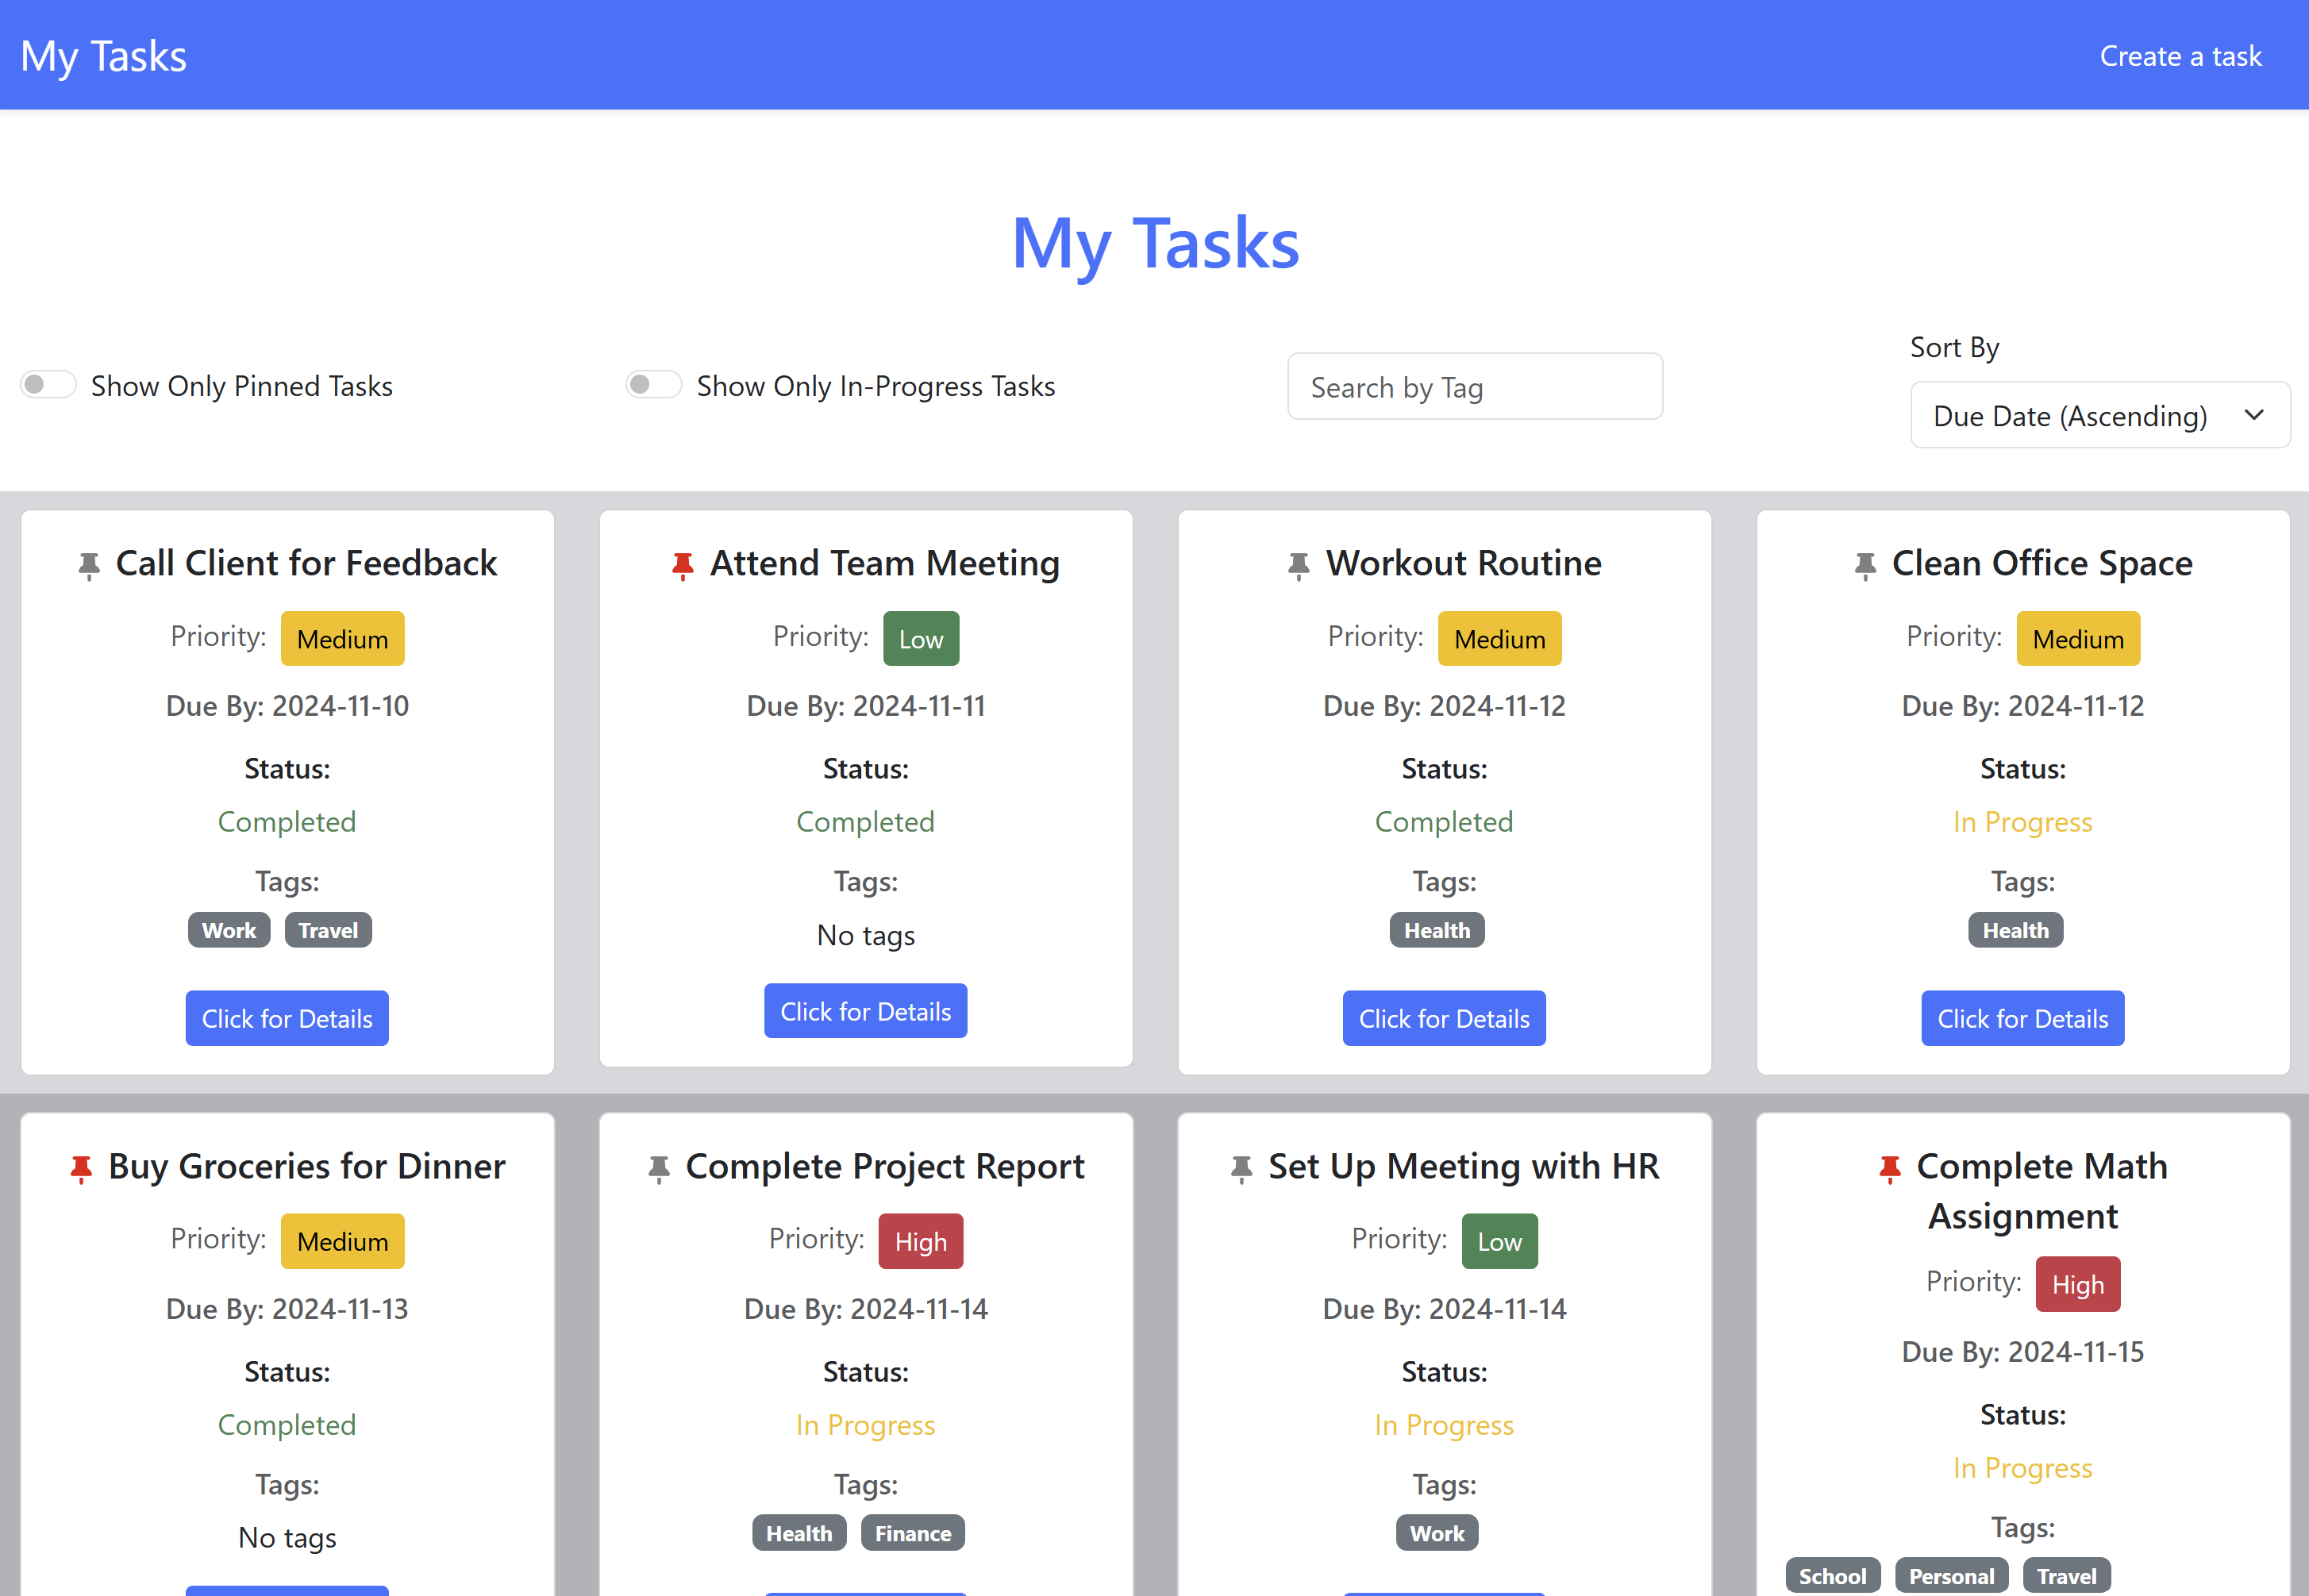 My Tasks
Create a task
My Tasks
Show Only Pinned Tasks
Show Only In-Progress Tasks
Search by Tag
Sort By
Due Date (Ascending)
Call Client for Feedback
Priority: Medium
Due By: 2024-11-10
Status:
Completed
Tags:
Work Travel
Click for Details
Attend Team Meeting
Priority: Low
Due By: 2024-11-11
Status:
Completed
Tags:
No tags
Click for Details
Workout Routine
Priority: Medium
Due By: 2024-11-12
Status:
Completed
Tags:
Health
Click for Details
Clean Office Space
Priority: Medium
Due By: 2024-11-12
Status:
In Progress
Tags:
Health
Click for Details
Buy Groceries for Dinner
Priority: Medium
Due By: 2024-11-13
Status:
Completed
Tags:
No tags
Complete Project Report
Priority: High
Due By: 2024-11-14
Status:
In Progress
Tags:
Health Finance
Set Up Meeting with HR
Priority: Low
Due By: 2024-11-14
Status:
In Progress
Tags:
Work
Complete Math
Assignment
Priority: High
Due By: 2024-11-15
Status:
In Progress
Tags:
School Personal Travel